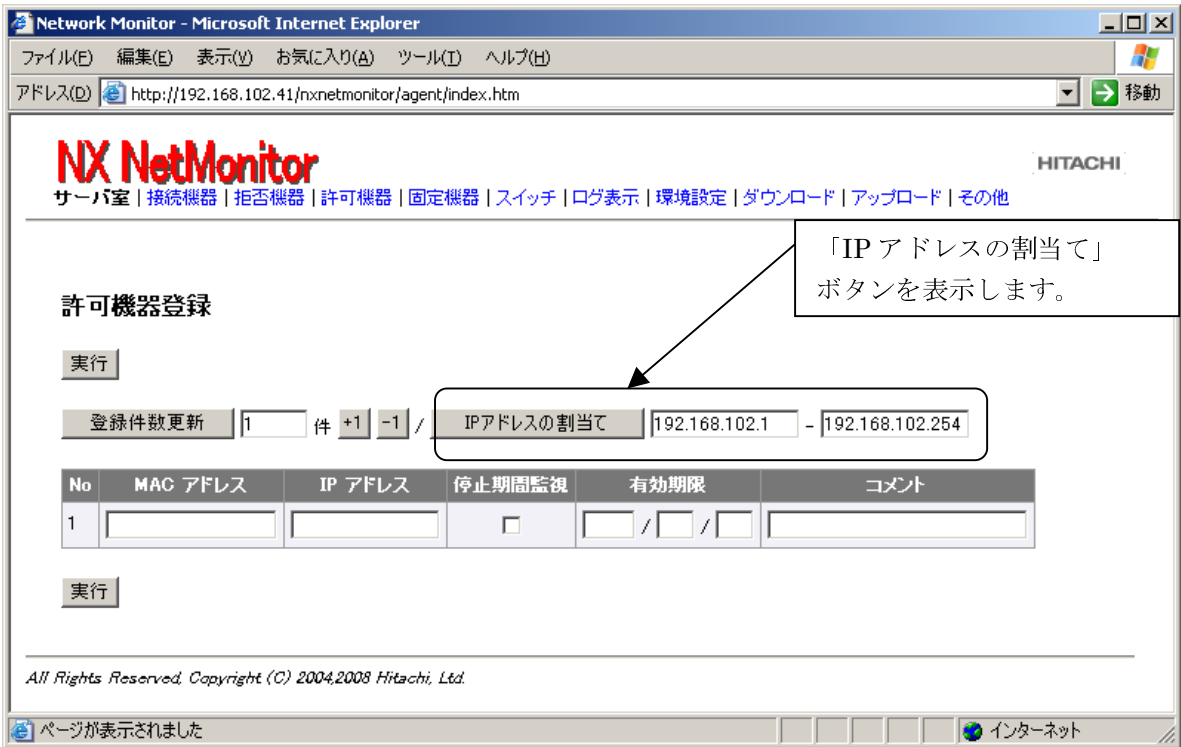 Network Monitor - Microsoft Internet Explorer
ファイル(F) 編集(E) 表示(V) お気に入り(A) ツール(T) ヘルプ(H)
アドレス(D) http://192.168.102.41/nxnetmonitor/agent/index.htm 移動
NX NetMonitor
HITACHI
サーバ室 | 接続機器 | 拒否機器 | 許可機器 | 固定機器 | スイッチ | ログ表示 | 環境設定 | ダウンロード | アップロード | その他
「IP アドレスの割当て」
ボタンを表示します。
許可機器登録
実行
登録件数更新 1 件 +1 -1 / IPアドレスの割当て 192.168.102.1 - 192.168.102.254
No MAC アドレス IP アドレス 停止期間監視 有効期限 コメント
1 / /
実行
All Rights Reserved, Copyright (C) 2004,2008 Hitachi, Ltd.
ページが表示されました インターネット